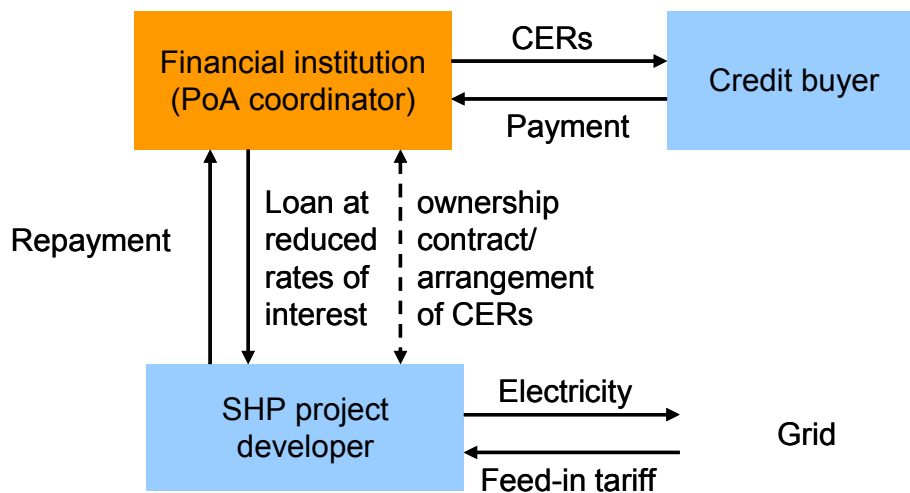 CERs
Financial institution
(PoA coordinator)
Credit buyer
Payment
Repayment
Loan at
reduced
rates of
interest
ownership
contract/
arrangement
of CERs
SHP project
developer
Electricity
Grid
Feed-in tariff